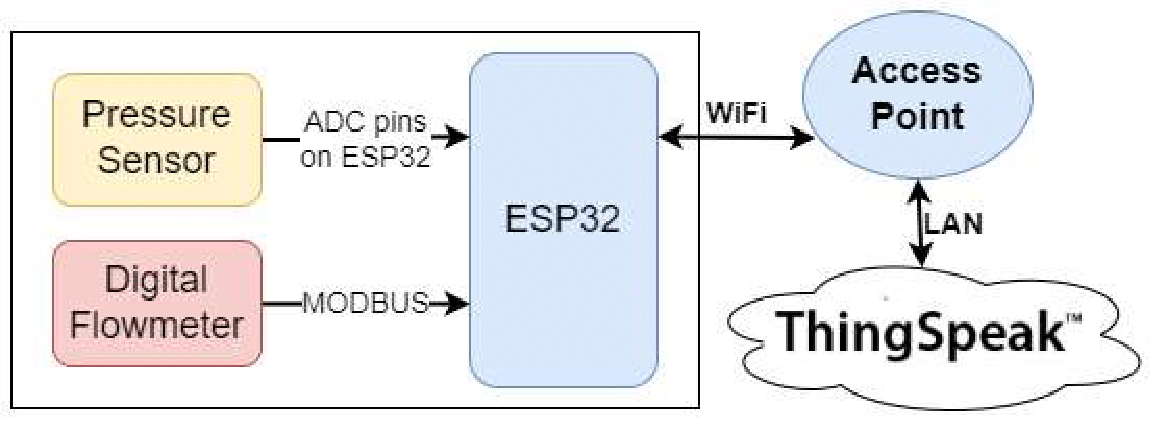 Pressure
Sensor
ADC pins
on ESP32
Digital
Flowmeter
MODBUS
ESP32
WiFi
Access
Point
LAN
ThingSpeak™